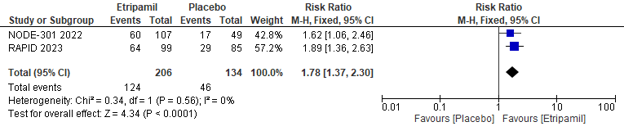 Etripamil Placebo Risk Ratio Risk Ratio
Study or Subgroup Events Total Events Total Weight M-H, Fixed, 95% CI M-H, Fixed, 95% CI
NODE-301 2022 60 107 17 49 42.8% 1.62 [1.06, 2.46]
RAPID 2023 64 99 29 85 57.2% 1.89 [1.36, 2.63]
Total (95% CI) 206 134 100.0% 1.78 [1.37, 2.30]
Total events 124 46
Heterogeneity: Chi² = 0.34, df = 1 (P = 0.56); I² = 0%
Test for overall effect: Z = 4.34 (P < 0.0001)
0.01 0.1 1 10 100
Favours [Placebo] Favours [Etripamil]